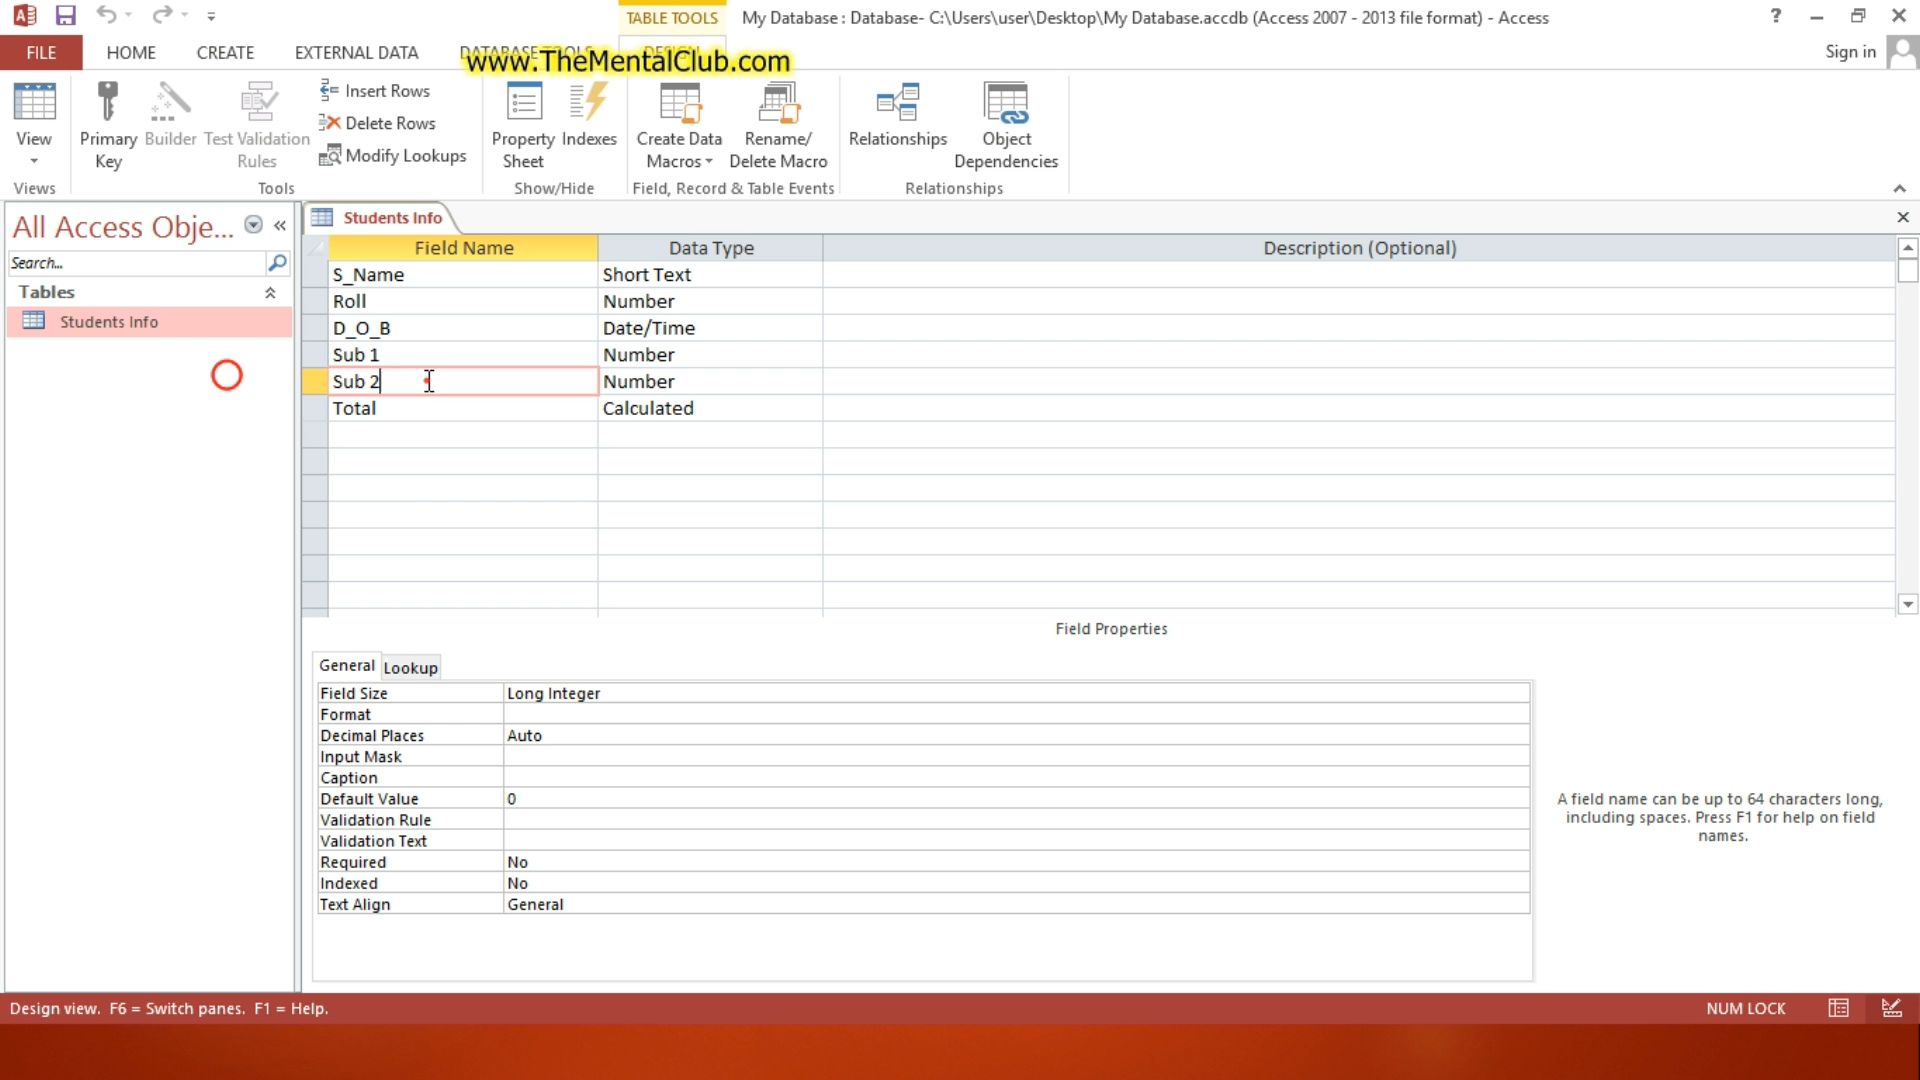 TABLE TOOLS
My Database : Database- C:\Users\user\Desktop\My Database.accdb (Access 2007 - 2013 file format) - Access
?
FILE
HOME
CREATE
EXTERNAL DATA
DATABASE TOOLS
DESIGN
www.TheMentalClub.com
Sign in
View
Primary
Key
Builder
Test Validation
Rules
Insert Rows
Delete Rows
Modify Lookups
Property
Sheet
Indexes
Create Data
Macros
Rename/
Delete Macro
Relationships
Object
Dependencies
Views
Tools
Show/Hide
Field, Record & Table Events
Relationships
All Access Obje...
Search...
Tables
Students Info
Students Info
Field Name
Data Type
Description (Optional)
S_Name
Short Text
Roll
Number
D_O_B
Date/Time
Sub 1
Number
Sub 2
Number
Total
Calculated
Field Properties
General
Lookup
Field Size
Long Integer
Format
Decimal Places
Auto
Input Mask
Caption
Default Value
0
Validation Rule
Validation Text
Required
No
Indexed
No
Text Align
General
A field name can be up to 64 characters long,
including spaces. Press F1 for help on field
names.
Design view. F6 = Switch panes. F1 = Help.
NUM LOCK